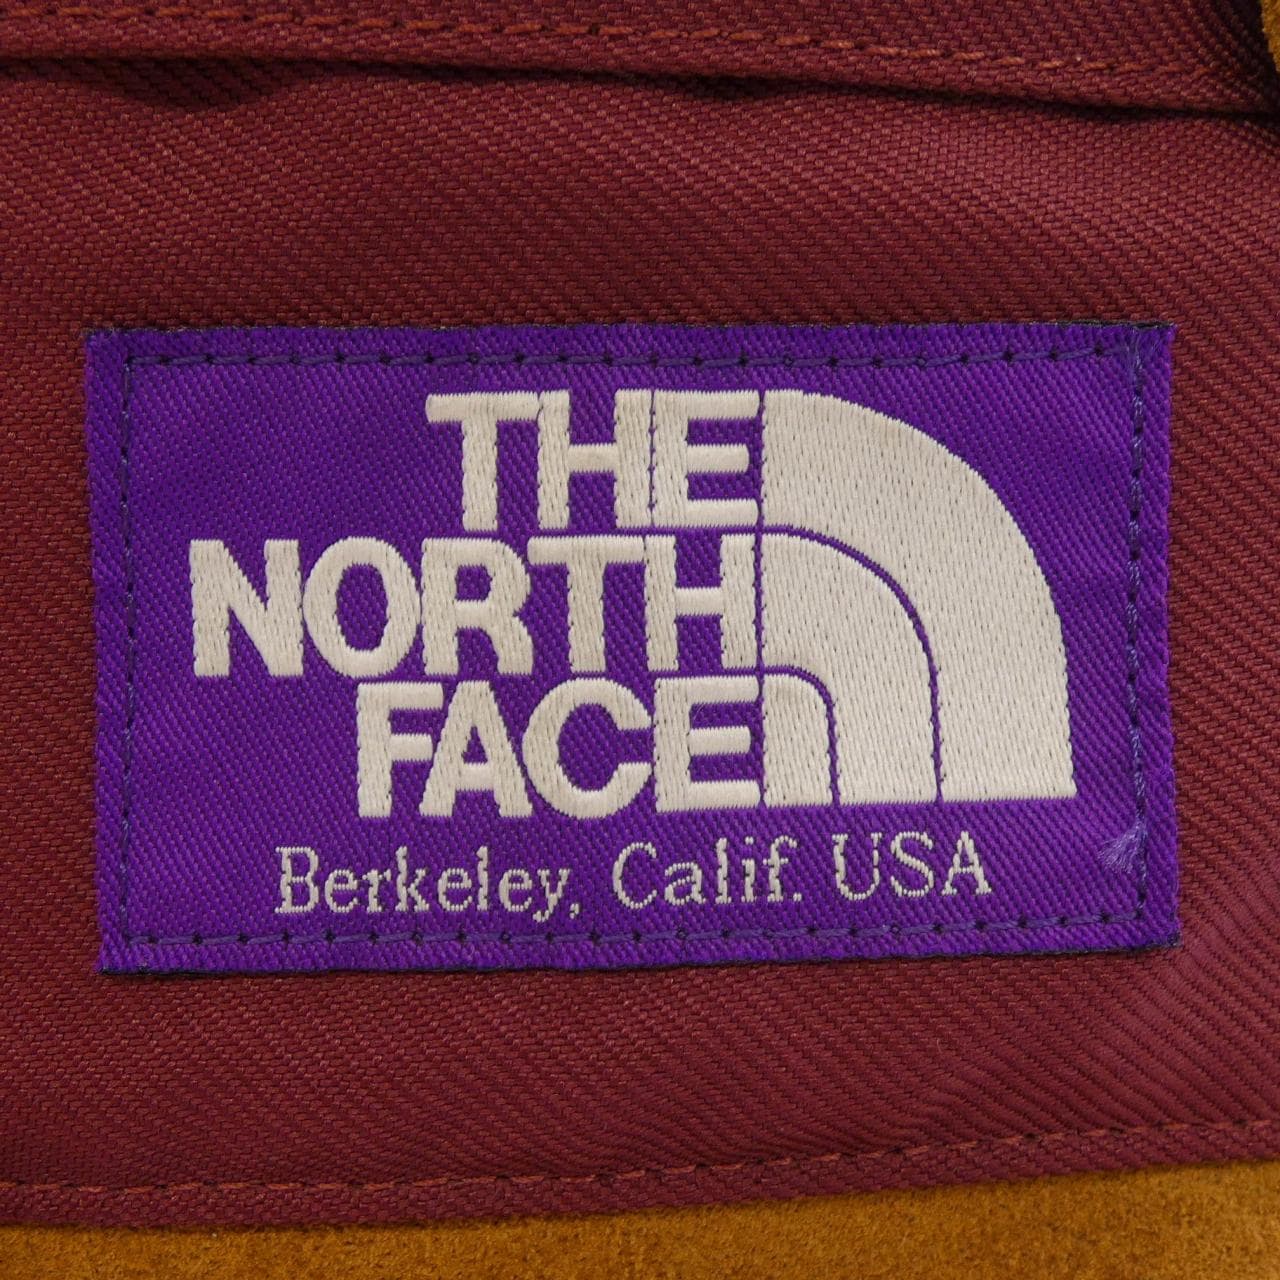 THE
NORTH
FACE
Berkeley, Calif. USA